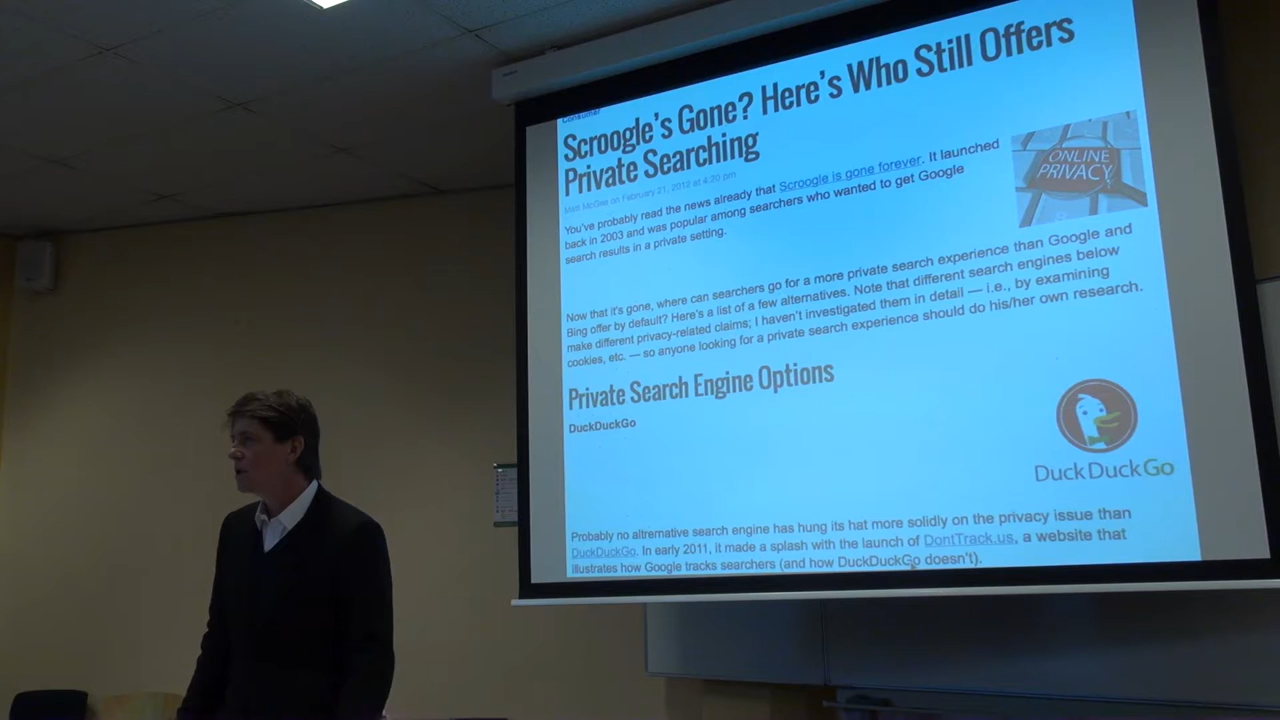 Consumer
Scroogle's Gone? Here's Who Still Offers
Private Searching
Matt McGee on February 21, 2012 at 4:20 pm
You've probably read the news already that Scroogle is gone forever. It launched
back in 2003 and was popular among searchers who wanted to get Google
search results in a private setting.
ONLINE
PRIVACY
Now that it's gone, where can searchers go for a more private search experience than Google and
Bing offer by default? Here's a list of a few alternatives. Note that different search engines below
make different privacy-related claims; I haven't investigated them in detail — i.e., by examining
cookies, etc. — so anyone looking for a private search experience should do his/her own research.
Private Search Engine Options
DuckDuckGo
DuckDuckGo
Probably no alternative search engine has hung its hat more solidly on the privacy issue than
DuckDuckGo. In early 2011, it made a splash with the launch of DontTrack.us, a website that
illustrates how Google tracks searchers (and how DuckDuckGo doesn't).